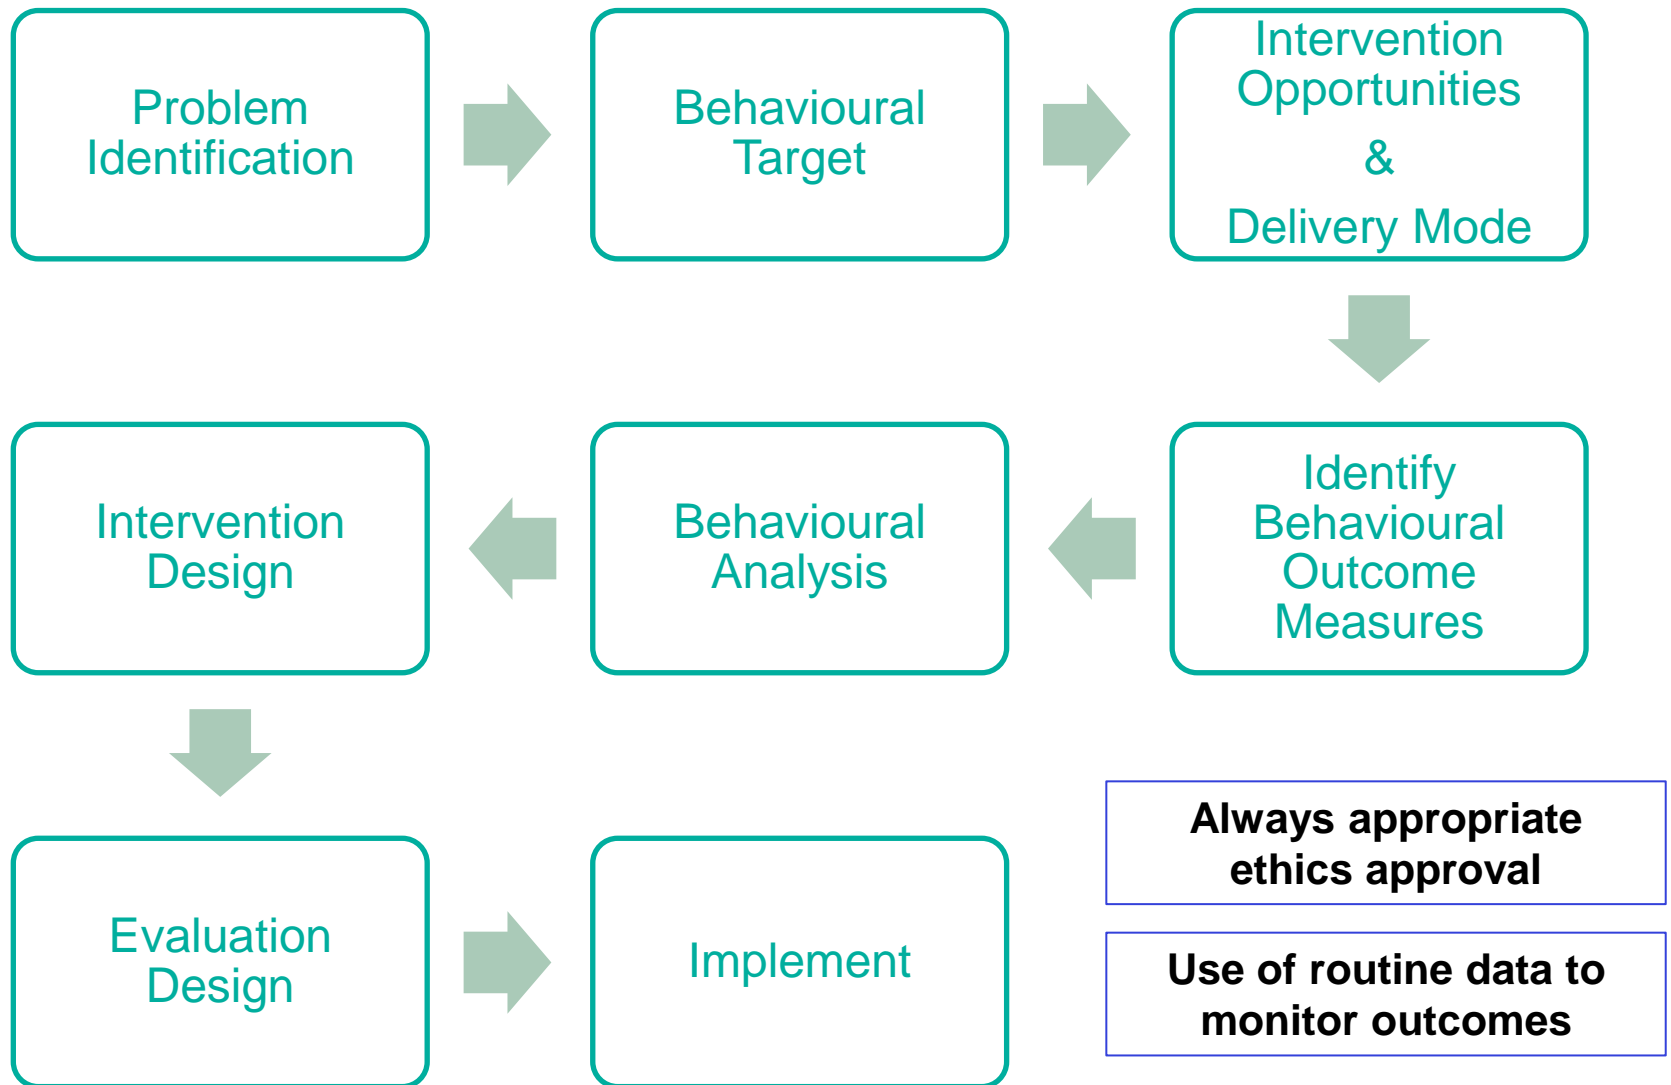 Problem
Identification
Behavioural
Target
Intervention
Opportunities
&
Delivery Mode
Identify
Behavioural
Outcome
Measures
Behavioural
Analysis
Intervention
Design
Evaluation
Design
Implement
Always appropriate
ethics approval
Use of routine data to
monitor outcomes